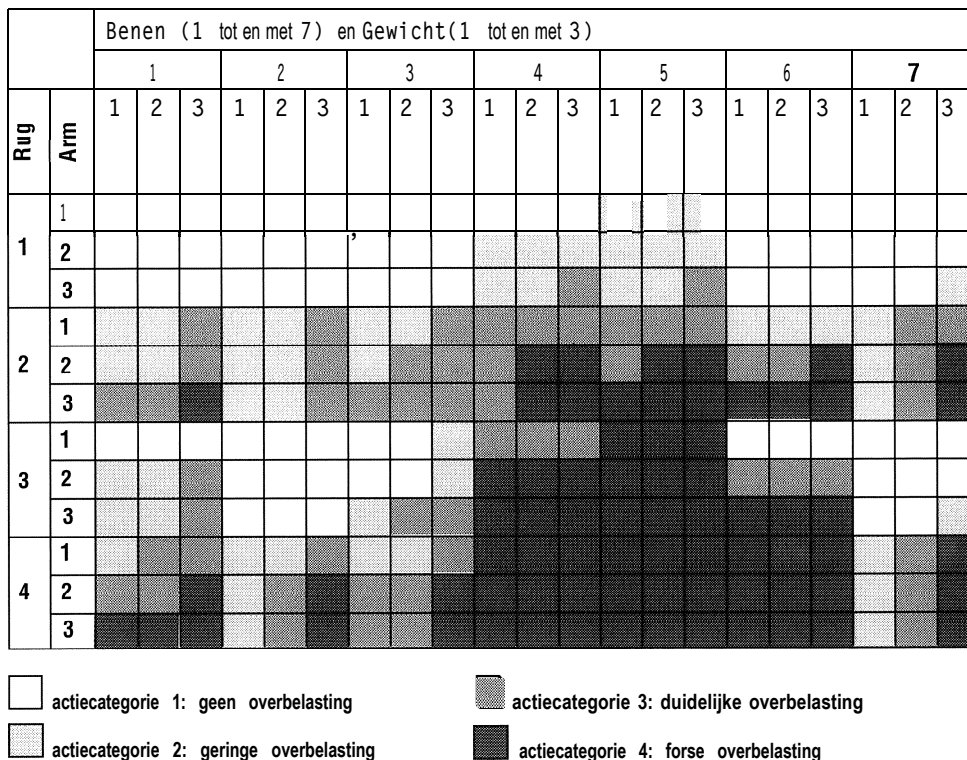 Benen (1 tot en met 7) en Gewicht(1 tot en met 3)
1 2 3 4 5 6 7
Rug Arm 1 2 3 1 2 3 1 2 3 1 2 3 1 2 3 1 2 3 1 2 3
1
1 2
3
1
2 2
3
1
3 2
3
1
4 2
3
actiecategorie 1: geen overbelasting
actiecategorie 3: duidelijke overbelasting
actiecategorie 2: geringe overbelasting
actiecategorie 4: forse overbelasting